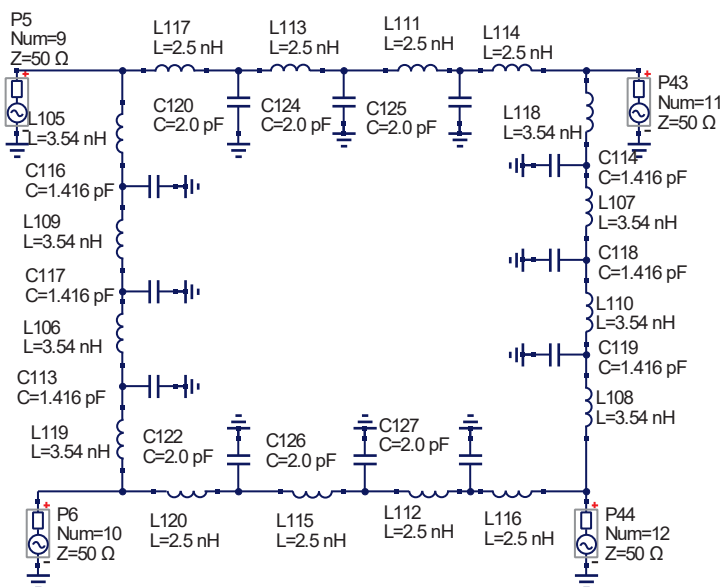 P5
Num=9
Z=50 Ω
L117
L=2.5 nH
L113
L=2.5 nH
L111
L=2.5 nH
L114
L=2.5 nH
P43
Num=11
Z=50 Ω
L105
L=3.54 nH
C120
C=2.0 pF
C124
C=2.0 pF
C125
C=2.0 pF
L118
L=3.54 nH
C116
C=1.416 pF
C114
C=1.416 pF
L109
L=3.54 nH
L107
L=3.54 nH
C117
C=1.416 pF
C118
C=1.416 pF
L106
L=3.54 nH
L110
L=3.54 nH
C113
C=1.416 pF
C119
C=1.416 pF
L119
L=3.54 nH
L108
L=3.54 nH
C122
C=2.0 pF
C126
C=2.0 pF
C127
C=2.0 pF
P6
Num=10
Z=50 Ω
L120
L=2.5 nH
L115
L=2.5 nH
L112
L=2.5 nH
L116
L=2.5 nH
P44
Num=12
Z=50 Ω